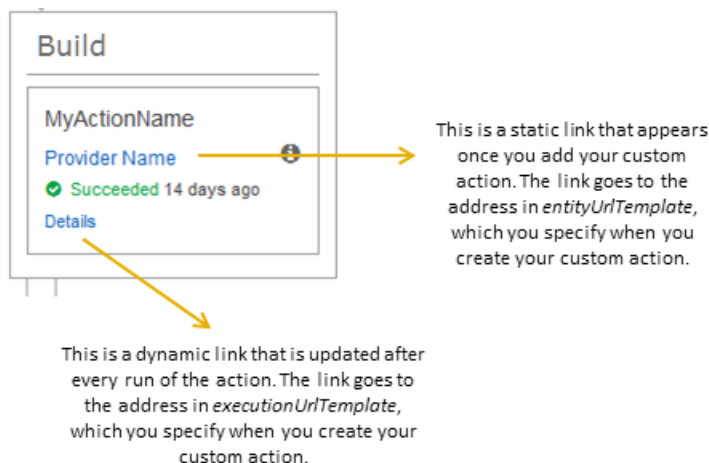 Build
MyActionName
Provider Name
Succeeded 14 days ago
Details
This is a static link that appears
once you add your custom
action. The link goes to the
address in entityUrlTemplate,
which you specify when you
create your custom action.
This is a dynamic link that is updated after
every run of the action. The link goes to
the address in executionUrlTemplate,
which you specify when you create your
custom action.